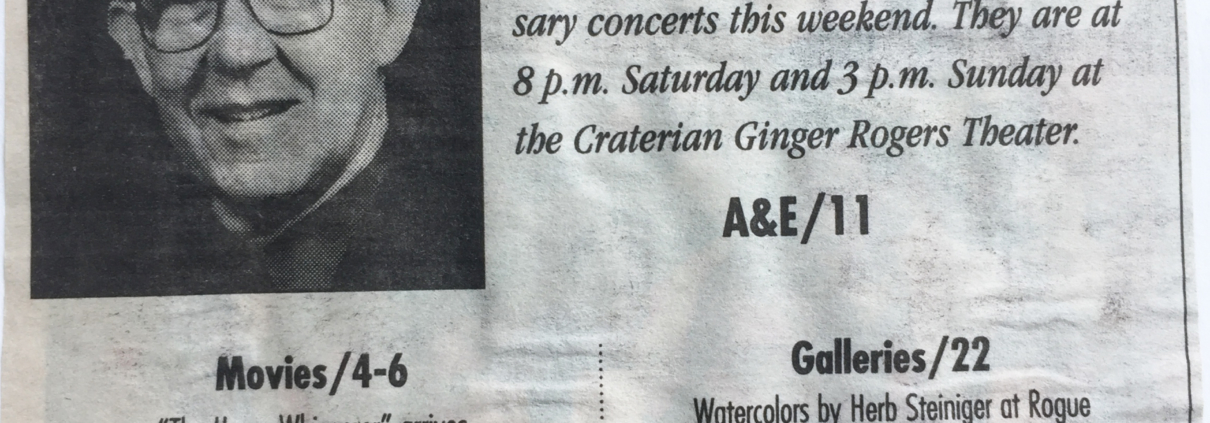 sary concerts this weekend. They are at
8 p.m. Saturday and 3 p.m. Sunday at
the Craterian Ginger Rogers Theater.
A&E/11
Movies/4-6
Galleries/22
Watercolors by Herb Steiniger at Rogue